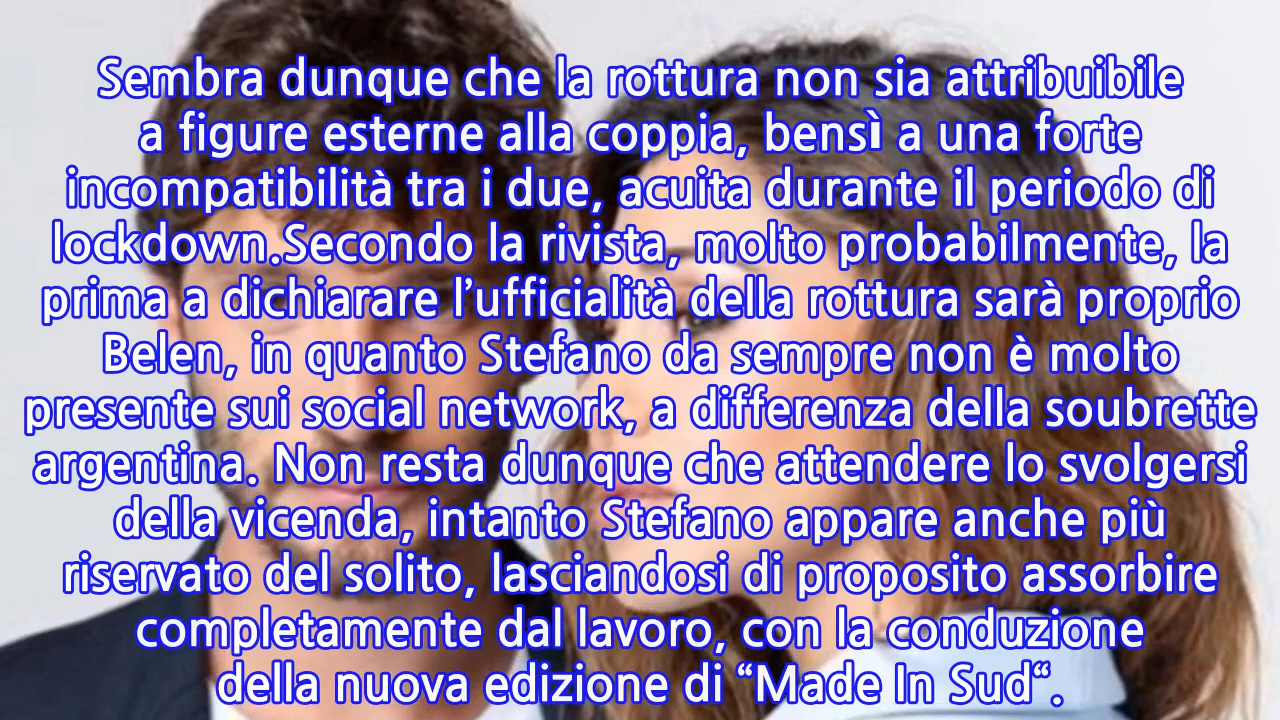 Sembra dunque che la rottura non sia attribuibile
a figure esterne alla coppia, bensì a una forte
incompatibilità tra i due, acuita durante il periodo di
lockdown.Secondo la rivista, molto probabilmente, la
prima a dichiarare l’ufficialità della rottura sarà proprio
Belen, in quanto Stefano da sempre non è molto
presente sui social network, a differenza della soubrette
argentina. Non resta dunque che attendere lo svolgersi
della vicenda, intanto Stefano appare anche più
riservato del solito, lasciandosi di proposito assorbire
completamente dal lavoro, con la conduzione
della nuova edizione di “Made In Sud“.